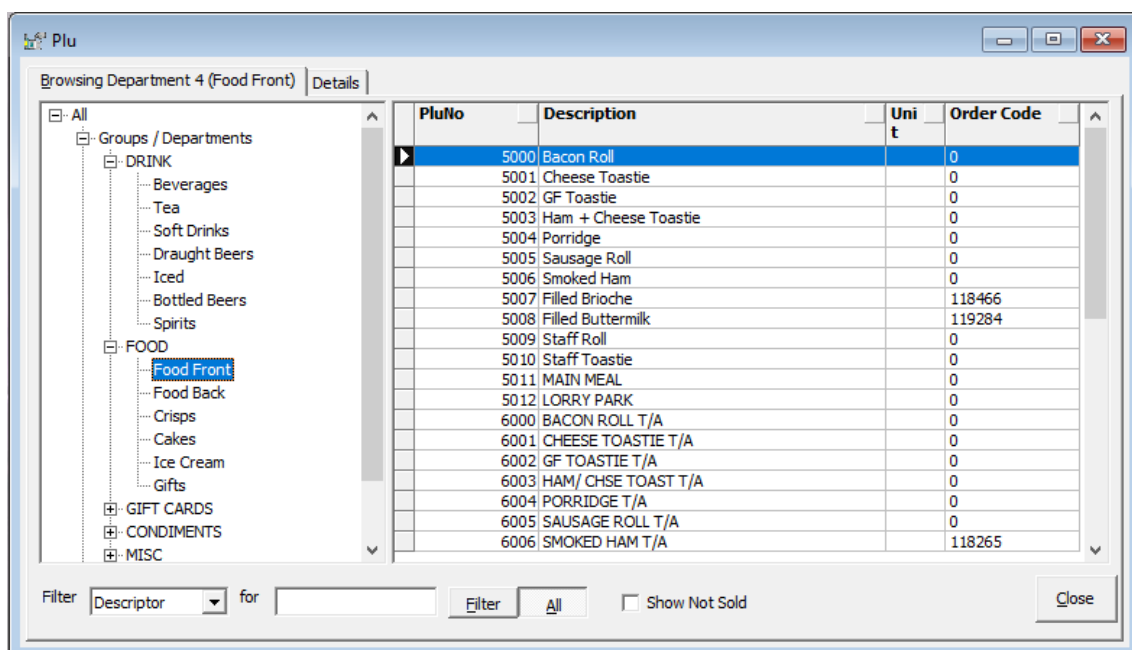 Plu
Browsing Department 4 (Food Front) Details
All
Groups / Departments
DRINK
Beverages
Tea
Soft Drinks
Draught Beers
Iced
Bottled Beers
Spirits
FOOD
Food Front
Food Back
Crisps
Cakes
Ice Cream
Gifts
GIFT CARDS
CONDIMENTS
MISC
PluNo Description Unit Order Code
5000 Bacon Roll 0
5001 Cheese Toastie 0
5002 GF Toastie 0
5003 Ham + Cheese Toastie 0
5004 Porridge 0
5005 Sausage Roll 0
5006 Smoked Ham 0
5007 Filled Brioche 118466
5008 Filled Buttermilk 119284
5009 Staff Roll 0
5010 Staff Toastie 0
5011 MAIN MEAL 0
5012 LORRY PARK 0
6000 BACON ROLL T/A 0
6001 CHEESE TOASTIE T/A 0
6002 GF TOASTIE T/A 0
6003 HAM/ CHSE TOAST T/A 0
6004 PORRIDGE T/A 0
6005 SAUSAGE ROLL T/A 0
6006 SMOKED HAM T/A 118265
Filter Descriptor for Filter All Show Not Sold Close